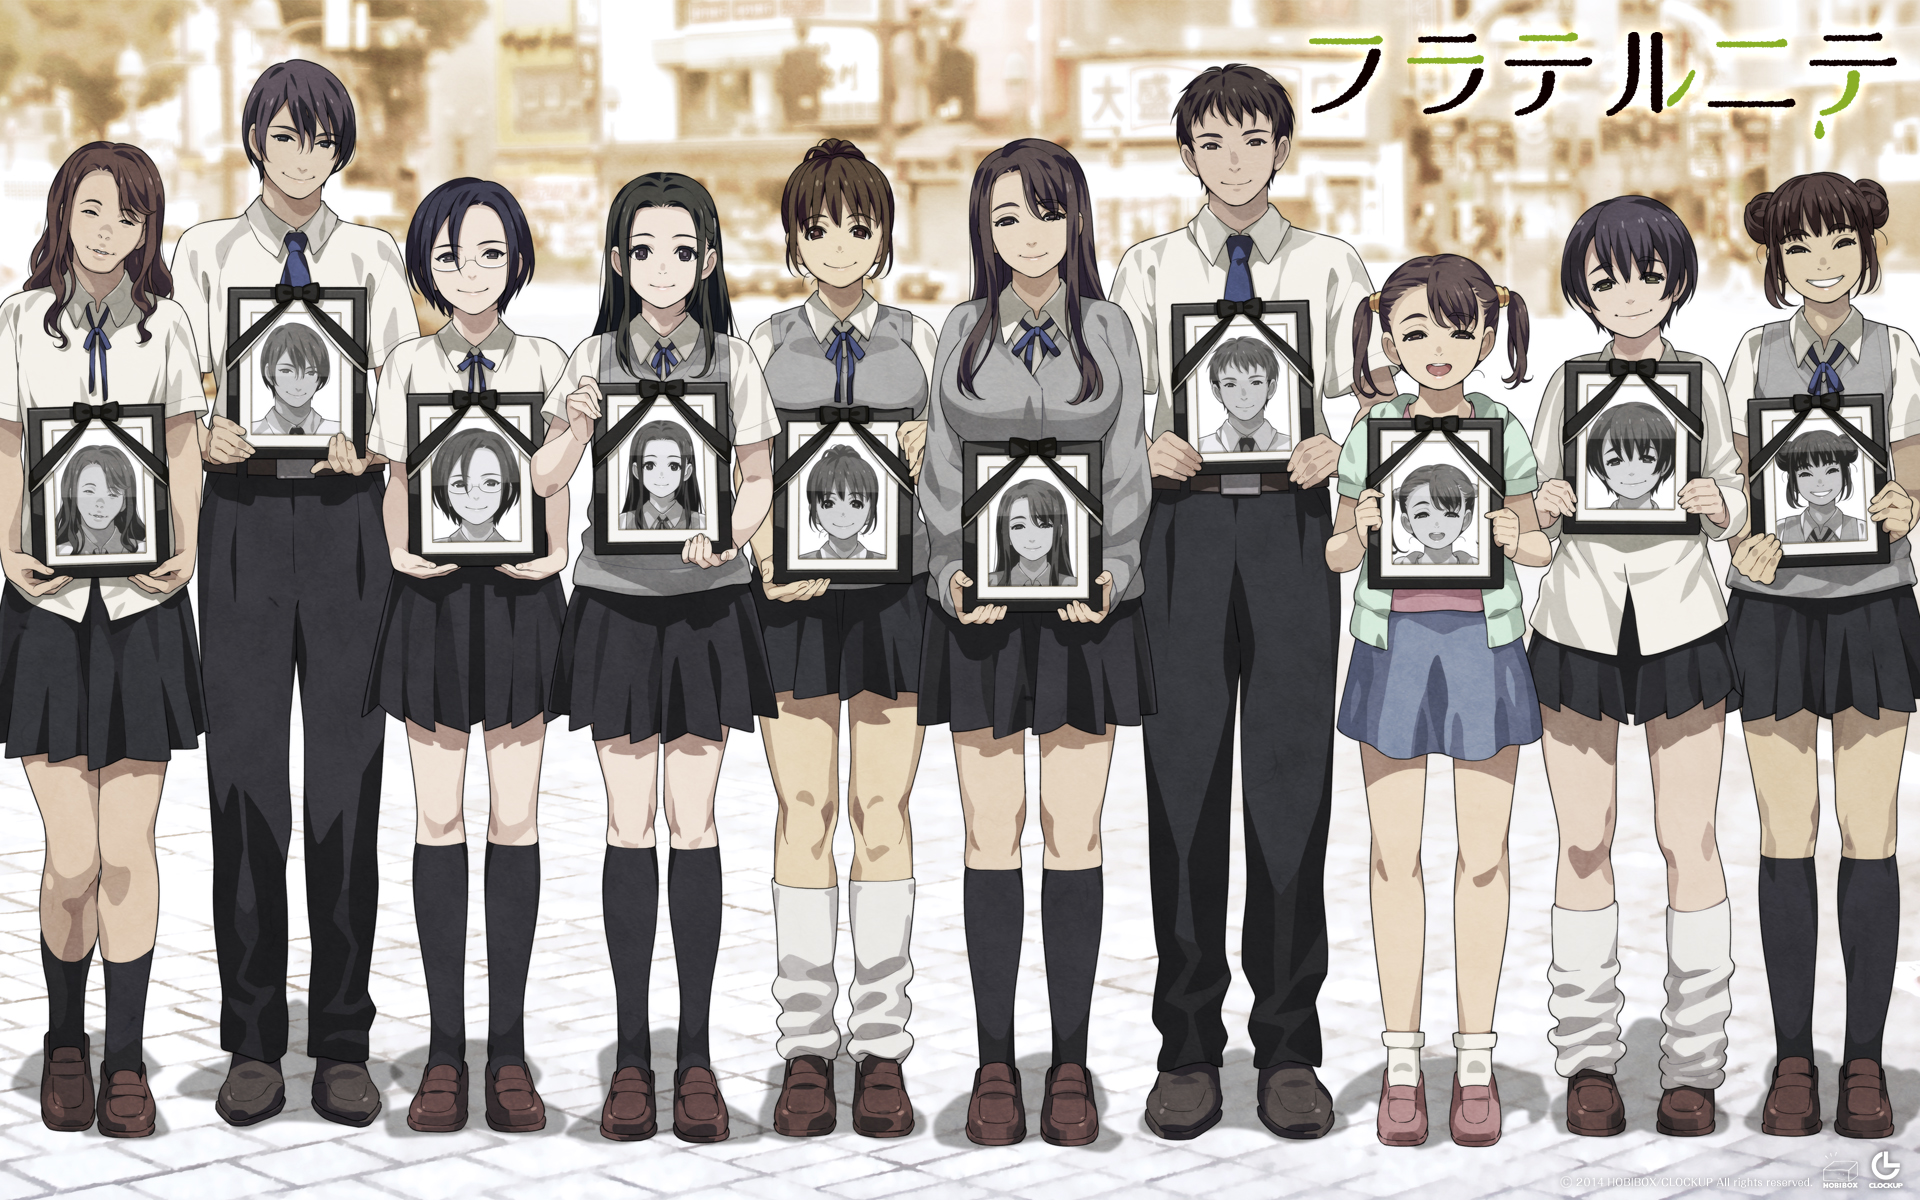 フラテルニテ
大盛
© 2014 HOBIBOX/CLOCKUP All rights reserved.
HOBIBOX
CLOCKUP